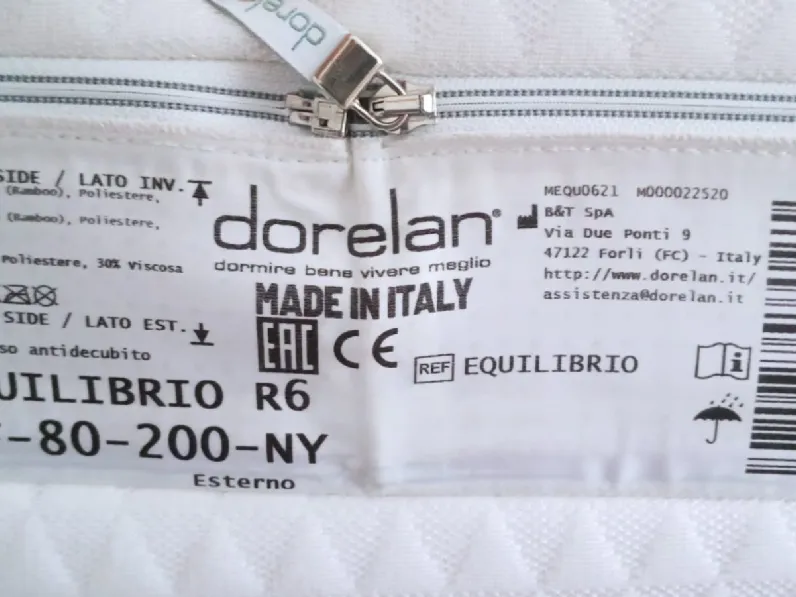 dorelan
SIDE / LATO INV.
(Bamboo), Poliestere,
(Bamboo), Poliestere,
Poliestere, 30% Viscosa
SIDE / LATO EST.
antidecubito
EQUILIBRIO R6
-80-200-NY
Esterno
dorelan®
dormire bene vivere meglio
MADE IN ITALY
EAC CE
REF EQUILIBRIO
MEQU0621 M000022520
B&T SpA
Via Due Ponti 9
47122 Forlì (FC) - Italy
http://www.dorelan.it/
assistenza@dorelan.it